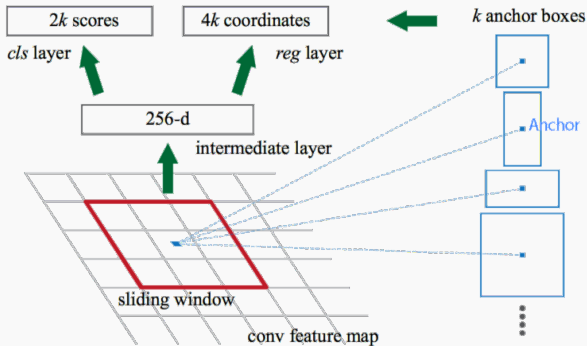 2k scores
4k coordinates
k anchor boxes
cls layer
reg layer
256-d
intermediate layer
Anchor
sliding window
conv feature map